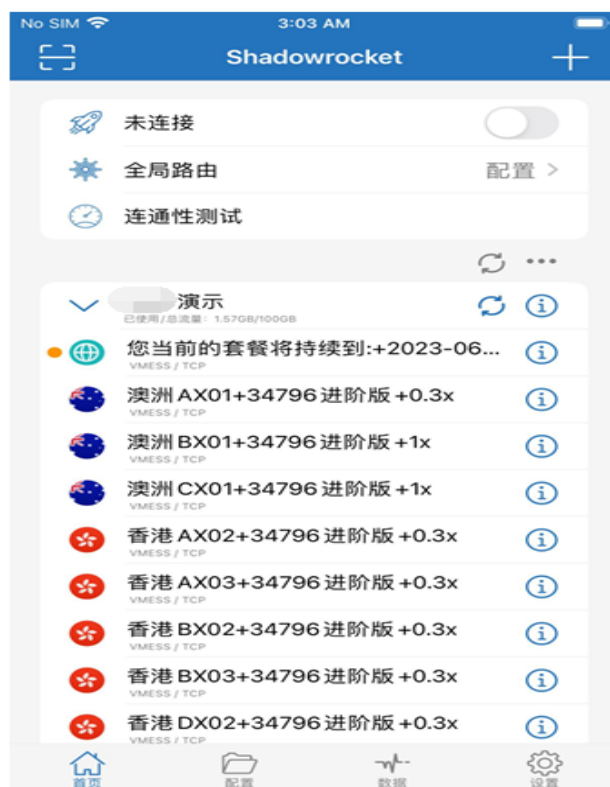 No SIM 3:03 AM
Shadowrocket
未连接
全局路由 配置 >
连通性测试
演示
已使用/总流量: 1.57GB/100GB
您当前的套餐将持续到:+2023-06...
VMESS / TCP
澳洲 AX01+34796 进阶版 +0.3x
VMESS / TCP
澳洲 BX01+34796 进阶版 +1x
VMESS / TCP
澳洲 CX01+34796 进阶版 +1x
VMESS / TCP
香港 AX02+34796 进阶版 +0.3x
VMESS / TCP
香港 AX03+34796 进阶版 +0.3x
VMESS / TCP
香港 BX02+34796 进阶版 +0.3x
VMESS / TCP
香港 BX03+34796 进阶版 +0.3x
VMESS / TCP
香港 DX02+34796 进阶版 +0.3x
VMESS / TCP
首页 配置 数据 设置